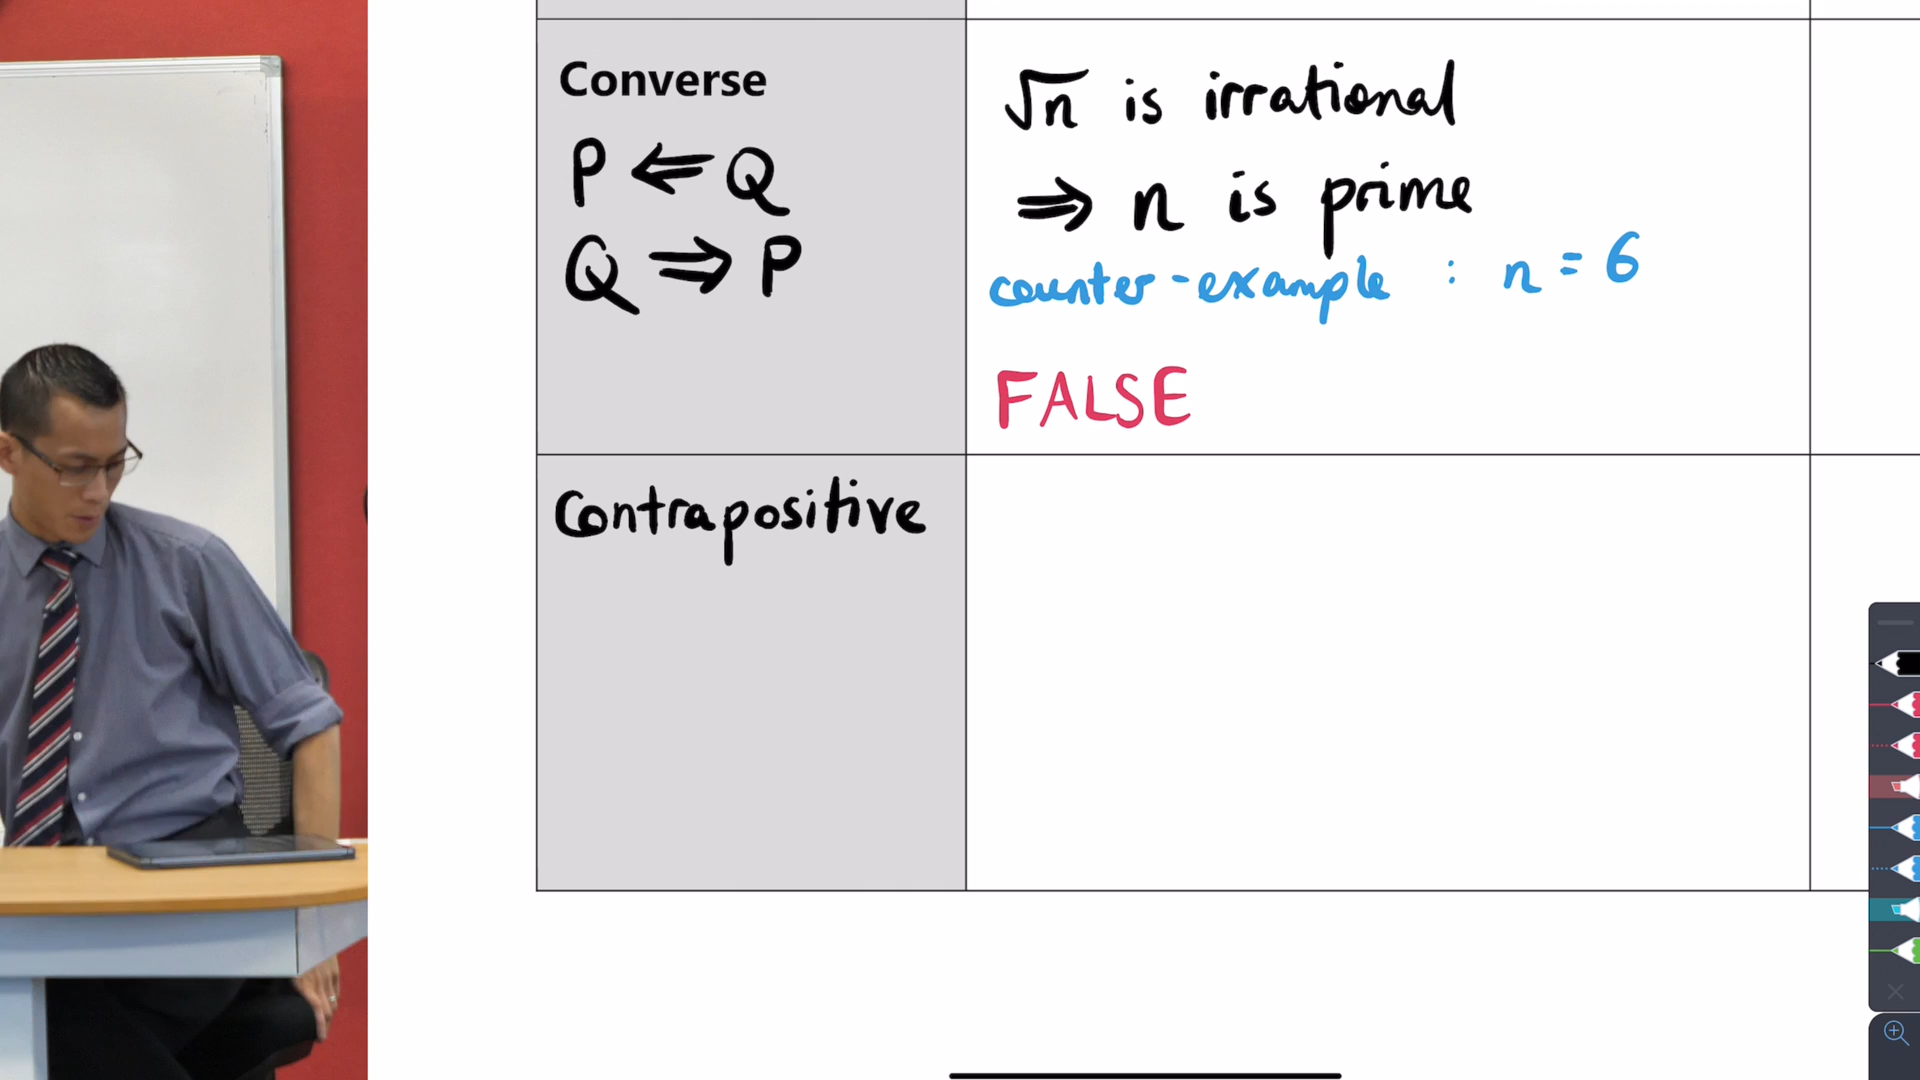 Converse
P ⇐ Q
Q ⇒ P
√n is irrational
⇒ n is prime
counter-example : n = 6
FALSE
Contrapositive